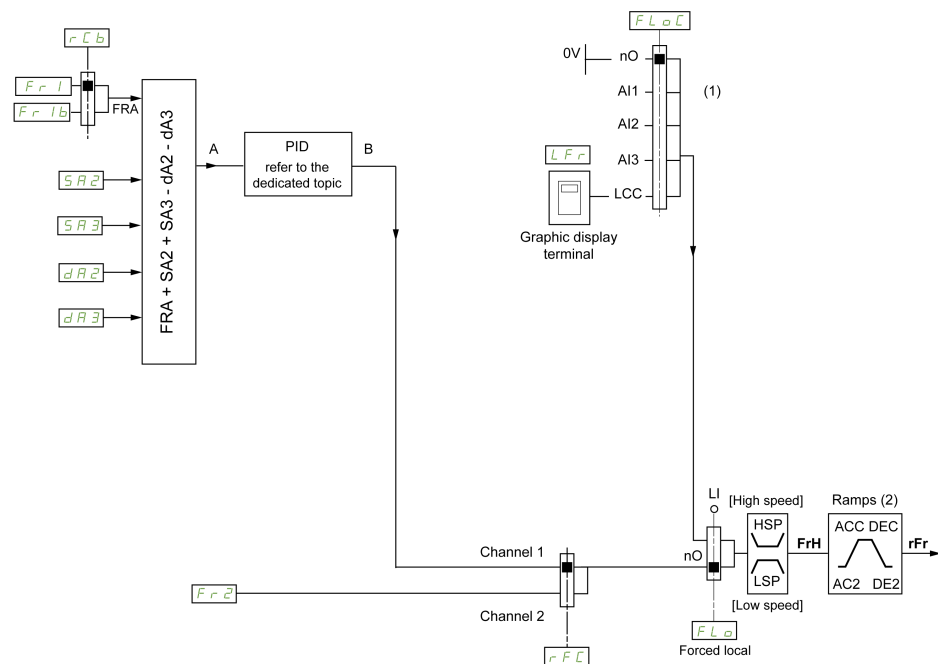 rCb
Fr1
Fr1b
FRA
SA2
SA3
dA2
dA3
FRA + SA2 + SA3 - dA2 - dA3
A
PID
refer to the
dedicated topic
B
FLoC
0V
nO
AI1
(1)
AI2
AI3
LCC
LFr
Graphic display
terminal
LI
[High speed]
Ramps (2)
HSP
ACC DEC
FrH
rFr
nO
LSP
AC2 DE2
[Low speed]
Channel 1
Fr2
Channel 2
FLo
Forced local
rFC